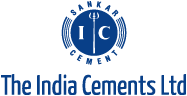 SANKAR
I C
CEMENT
The India Cements Ltd